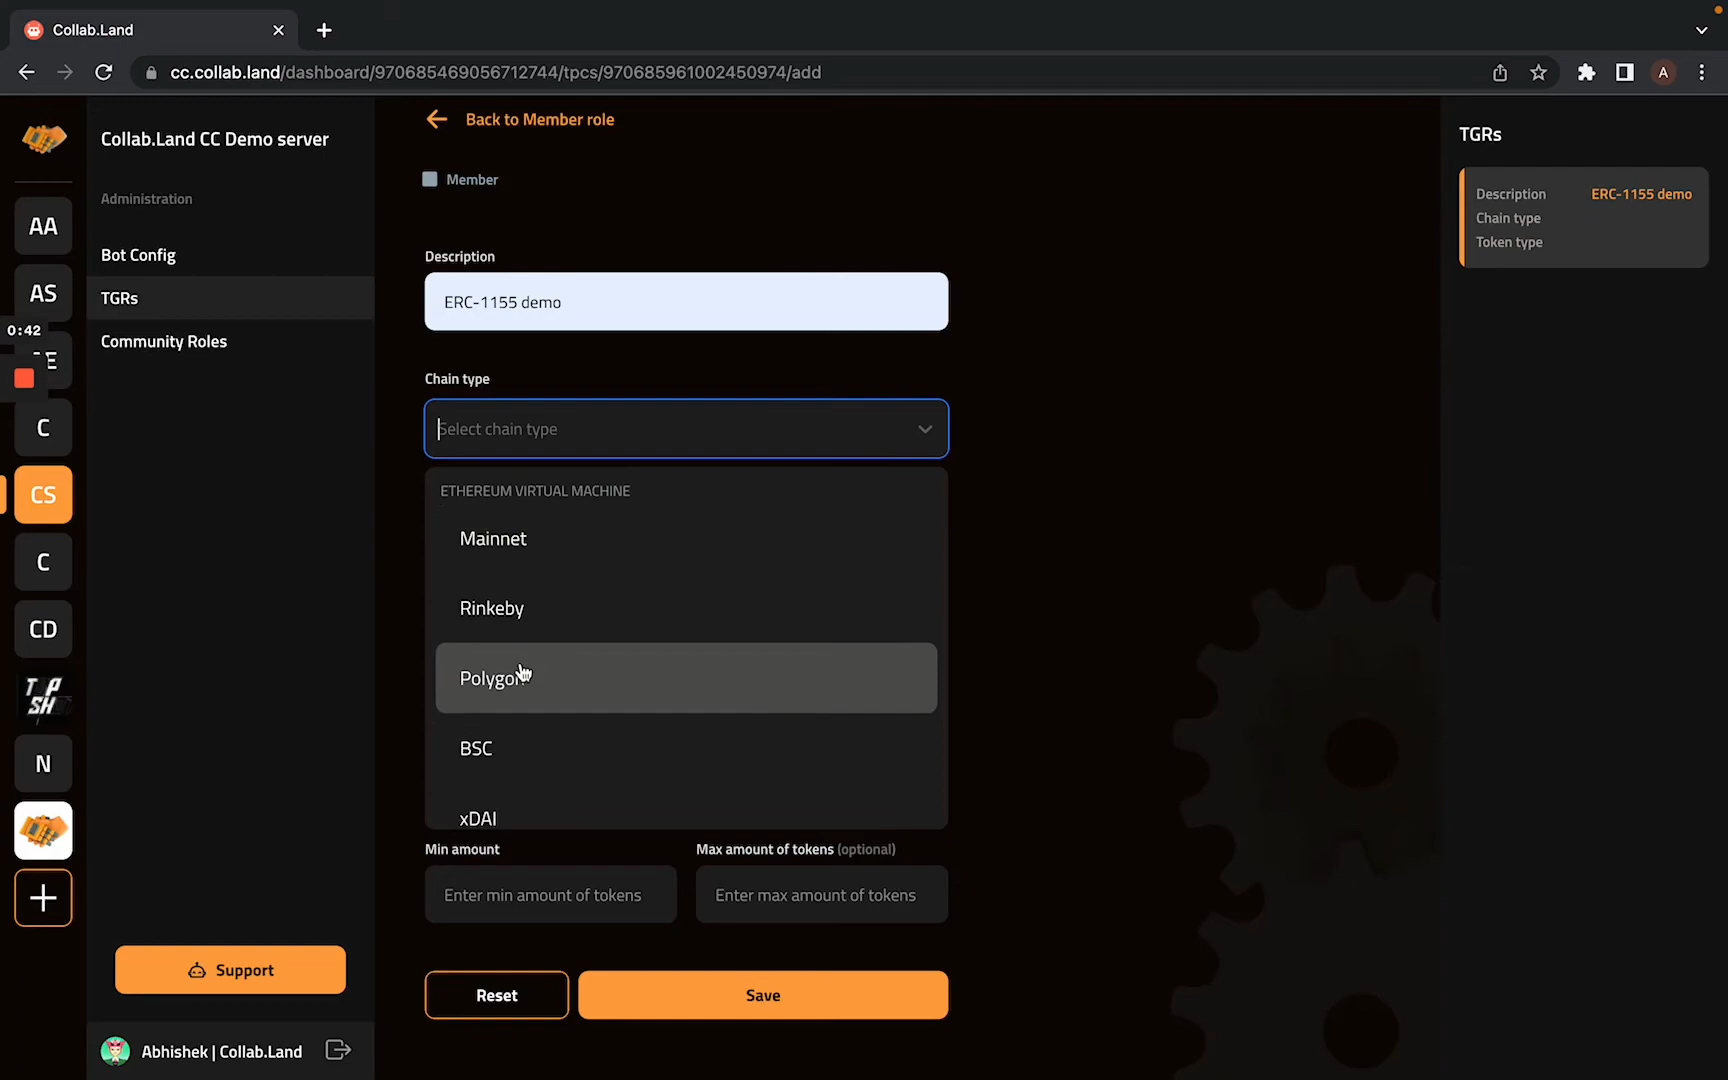 Collab.Land
cc.collab.land/dashboard/970685469056712744/tpcs/970685961002450974/add
A
AA
AS
0:42
E
C
CS
C
CD
N
Collab.Land CC Demo server
Administration
Bot Config
TGRs
Community Roles
Support
Abhishek | Collab.Land
Back to Member role
Member
Description
ERC-1155 demo
Chain type
Select chain type
ETHEREUM VIRTUAL MACHINE
Mainnet
Rinkeby
Polygon
BSC
xDAI
Min amount
Max amount of tokens (optional)
Enter min amount of tokens
Enter max amount of tokens
Reset
Save
TGRs
Description ERC-1155 demo
Chain type
Token type